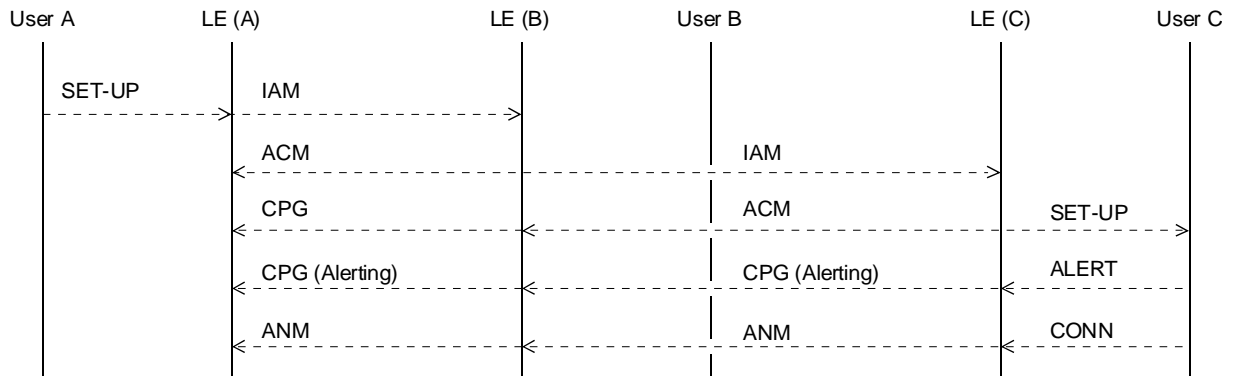 User A LE (A) LE (B) User B LE (C) User C
SET-UP IAM
ACM IAM
CPG ACM SET-UP
CPG (Alerting) CPG (Alerting) ALERT
ANM ANM CONN